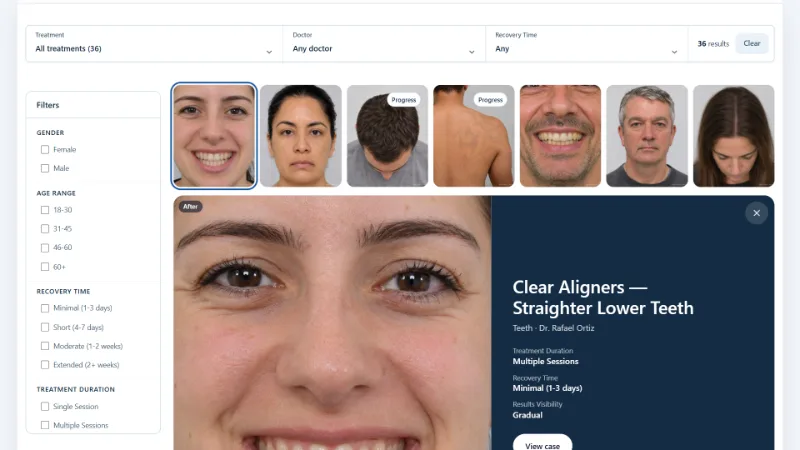 Treatment
All treatments (36)
Doctor
Any doctor
Recovery Time
Any
36 results
Clear
Filters
GENDER
Female
Male
AGE RANGE
18-30
31-45
46-60
60+
RECOVERY TIME
Minimal (1-3 days)
Short (4-7 days)
Moderate (1-2 weeks)
Extended (2+ weeks)
TREATMENT DURATION
Single Session
Multiple Sessions
Progress
Progress
After
Clear Aligners —
Straighter Lower Teeth
Teeth · Dr. Rafael Ortiz
Treatment Duration
Multiple Sessions
Recovery Time
Minimal (1-3 days)
Results Visibility
Gradual
View case